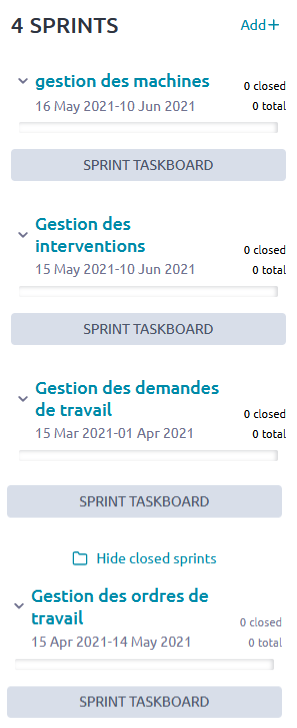 4 SPRINTS
Add+
gestion des machines
0 closed
16 May 2021-10 Jun 2021
0 total
SPRINT TASKBOARD
Gestion des
interventions
0 closed
15 May 2021-10 Jun 2021
0 total
SPRINT TASKBOARD
Gestion des demandes
de travail
0 closed
15 Mar 2021-01 Apr 2021
0 total
SPRINT TASKBOARD
Hide closed sprints
Gestion des ordres de
travail
0 closed
15 Apr 2021-14 May 2021
0 total
SPRINT TASKBOARD